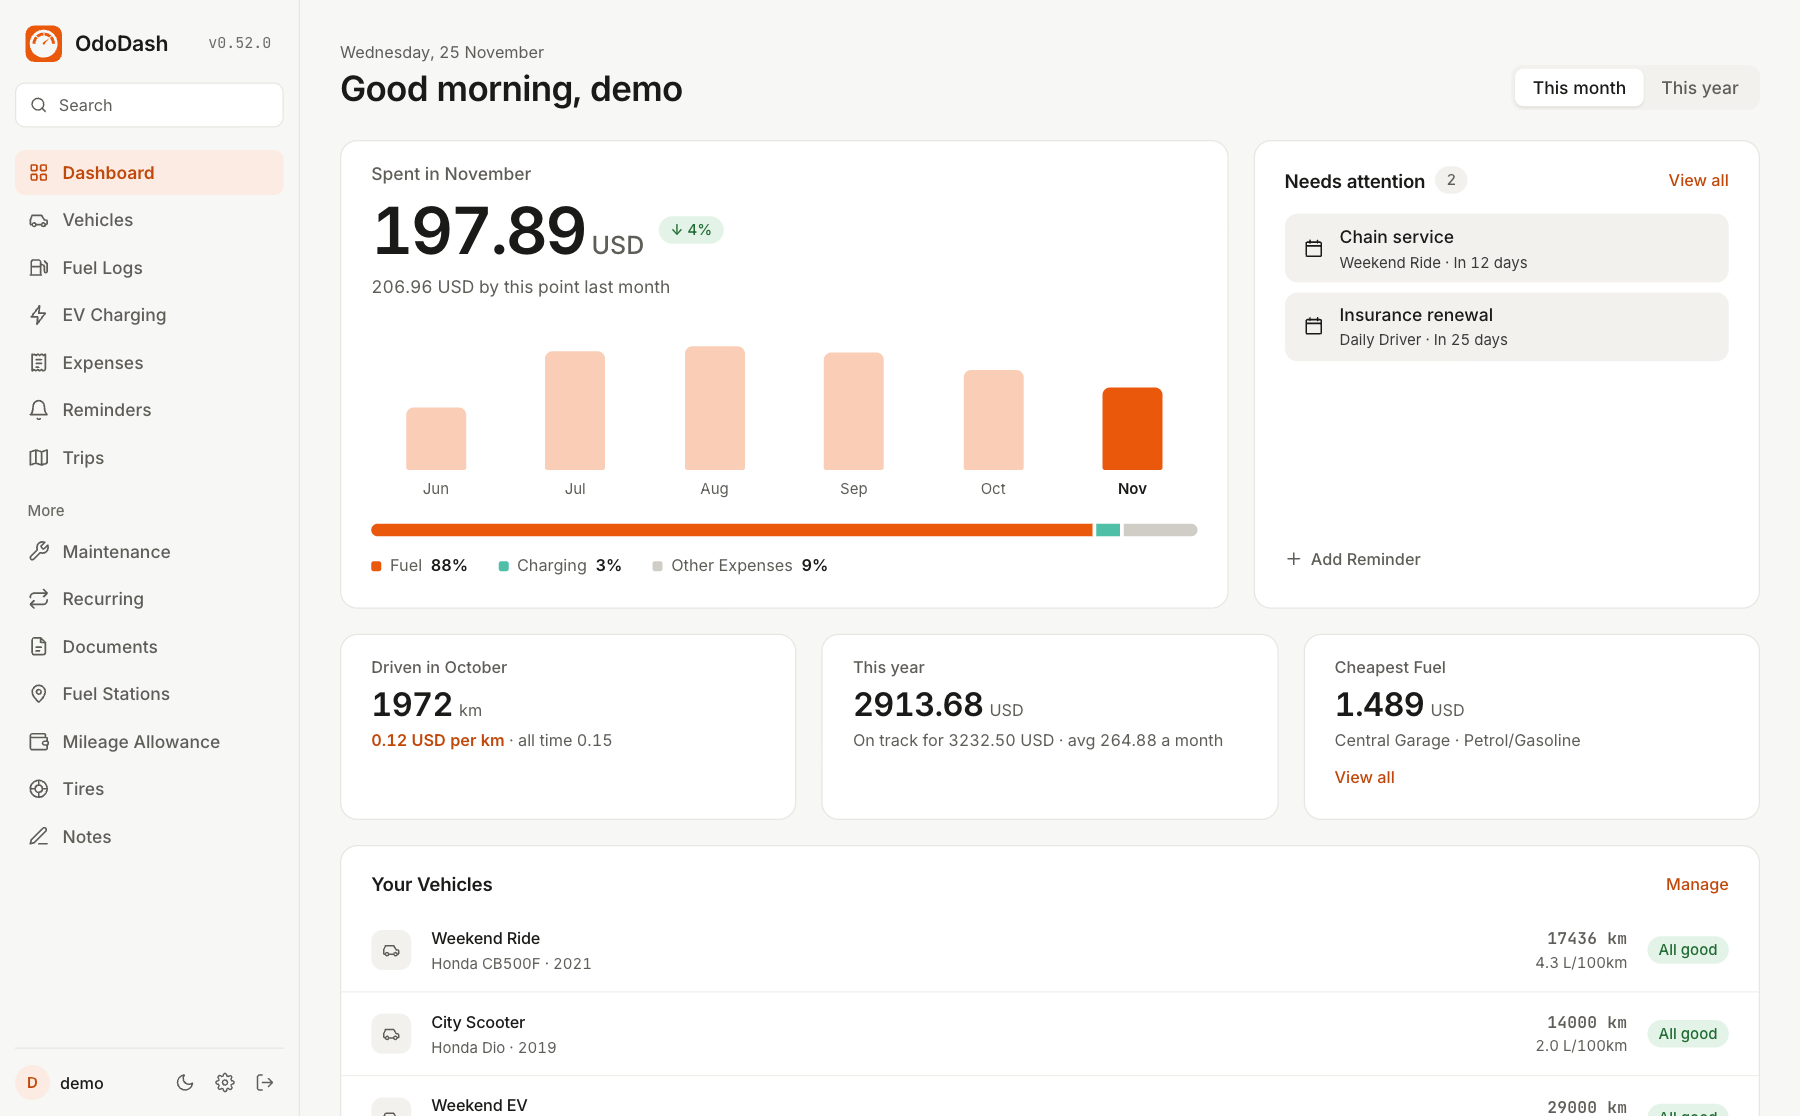 OdoDash v0.52.0
Search
Dashboard
Vehicles
Fuel Logs
EV Charging
Expenses
Reminders
Trips
More
Maintenance
Recurring
Documents
Fuel Stations
Mileage Allowance
Tires
Notes
D demo
Wednesday, 25 November
Good morning, demo
This month This year
Spent in November
197.89 USD ↓ 4%
206.96 USD by this point last month
Jun Jul Aug Sep Oct Nov
Fuel 88% Charging 3% Other Expenses 9%
Needs attention 2 View all
Chain service
Weekend Ride · In 12 days
Insurance renewal
Daily Driver · In 25 days
+ Add Reminder
Driven in October
1972 km
0.12 USD per km · all time 0.15
This year
2913.68 USD
On track for 3232.50 USD · avg 264.88 a month
Cheapest Fuel
1.489 USD
Central Garage · Petrol/Gasoline
View all
Your Vehicles Manage
Weekend Ride 17436 km
Honda CB500F · 2021 4.3 L/100km All good
City Scooter 14000 km
Honda Dio · 2019 2.0 L/100km All good
Weekend EV 29000 km
All good